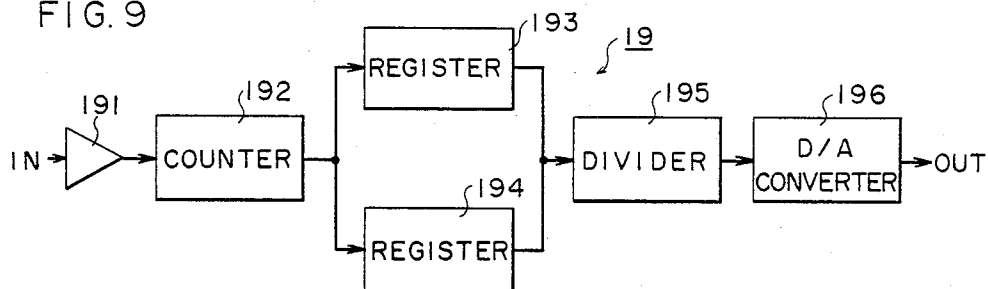 FIG. 9
193
19
REGISTER
191
192
195
196
IN
COUNTER
DIVIDER
D/A
CONVERTER
OUT
194
REGISTER